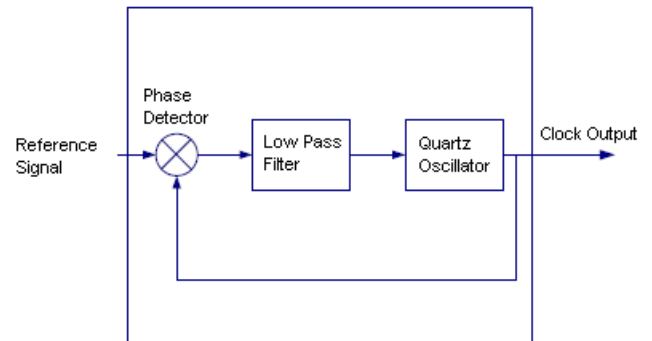 Phase
Detector
Reference
Signal
Low Pass
Filter
Quartz
Oscillator
Clock Output